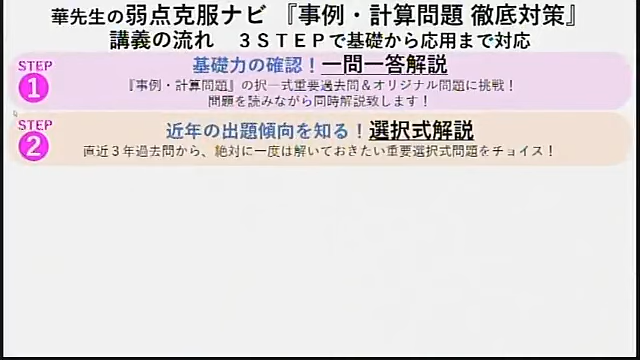 華先生の弱点克服ナビ 『事例・計算問題 徹底対策』
講義の流れ　３ＳＴＥＰで基礎から応用まで対応
STEP
1
基礎力の確認！一問一答解説
『事例・計算問題』の択一式重要過去問＆オリジナル問題に挑戦！
問題を読みながら同時解説致します！
STEP
2
近年の出題傾向を知る！選択式解説
直近３年過去問から、絶対に一度は解いておきたい重要選択式問題をチョイス！